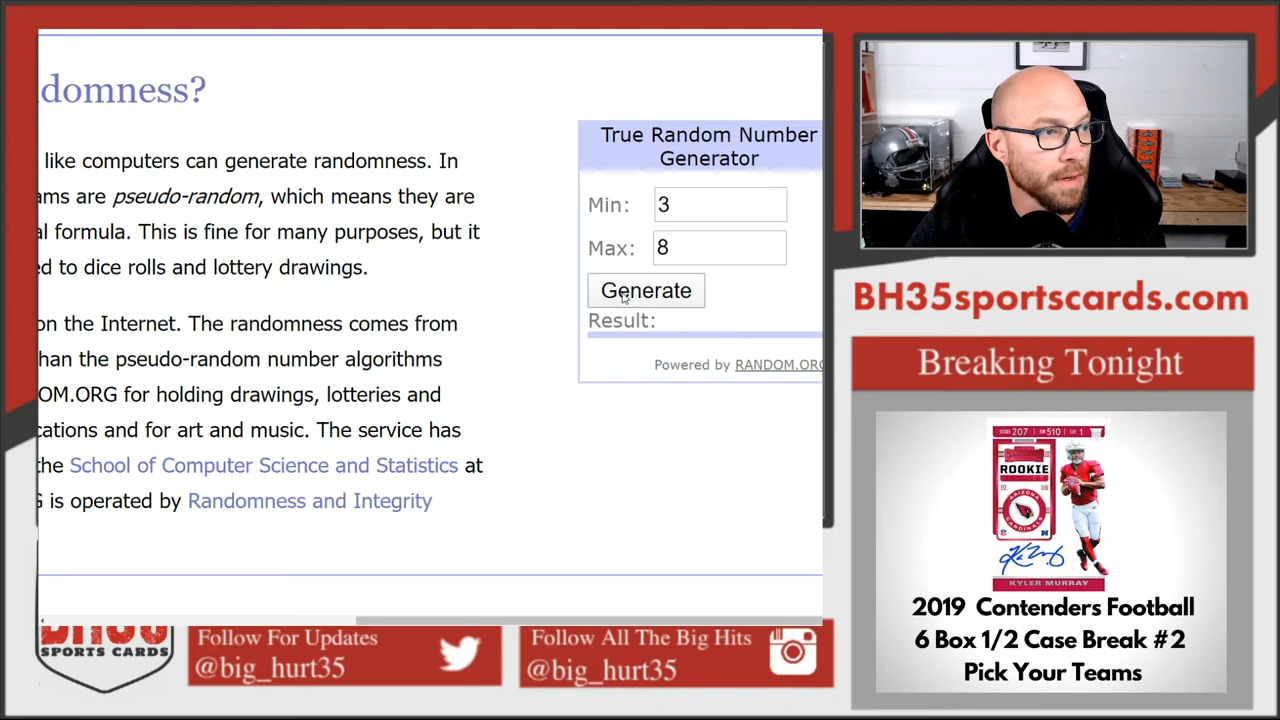 domness?
like computers can generate randomness. In
ams are pseudo-random, which means they are
al formula. This is fine for many purposes, but it
ed to dice rolls and lottery drawings.
on the Internet. The randomness comes from
han the pseudo-random number algorithms
OM.ORG for holding drawings, lotteries and
cations and for art and music. The service has
the School of Computer Science and Statistics at
G is operated by Randomness and Integrity
True Random Number
Generator
Min: 3
Max: 8
Generate
Result:
Powered by RANDOM.ORG
SPORTS CARDS
Follow For Updates
@big_hurt35
Follow All The Big Hits
@big_hurt35
BH35sportscards.com
Breaking Tonight
ROOKIE
ARIZONA
CARDINALS
KYLER MURRAY
2019 Contenders Football
6 Box 1/2 Case Break #2
Pick Your Teams